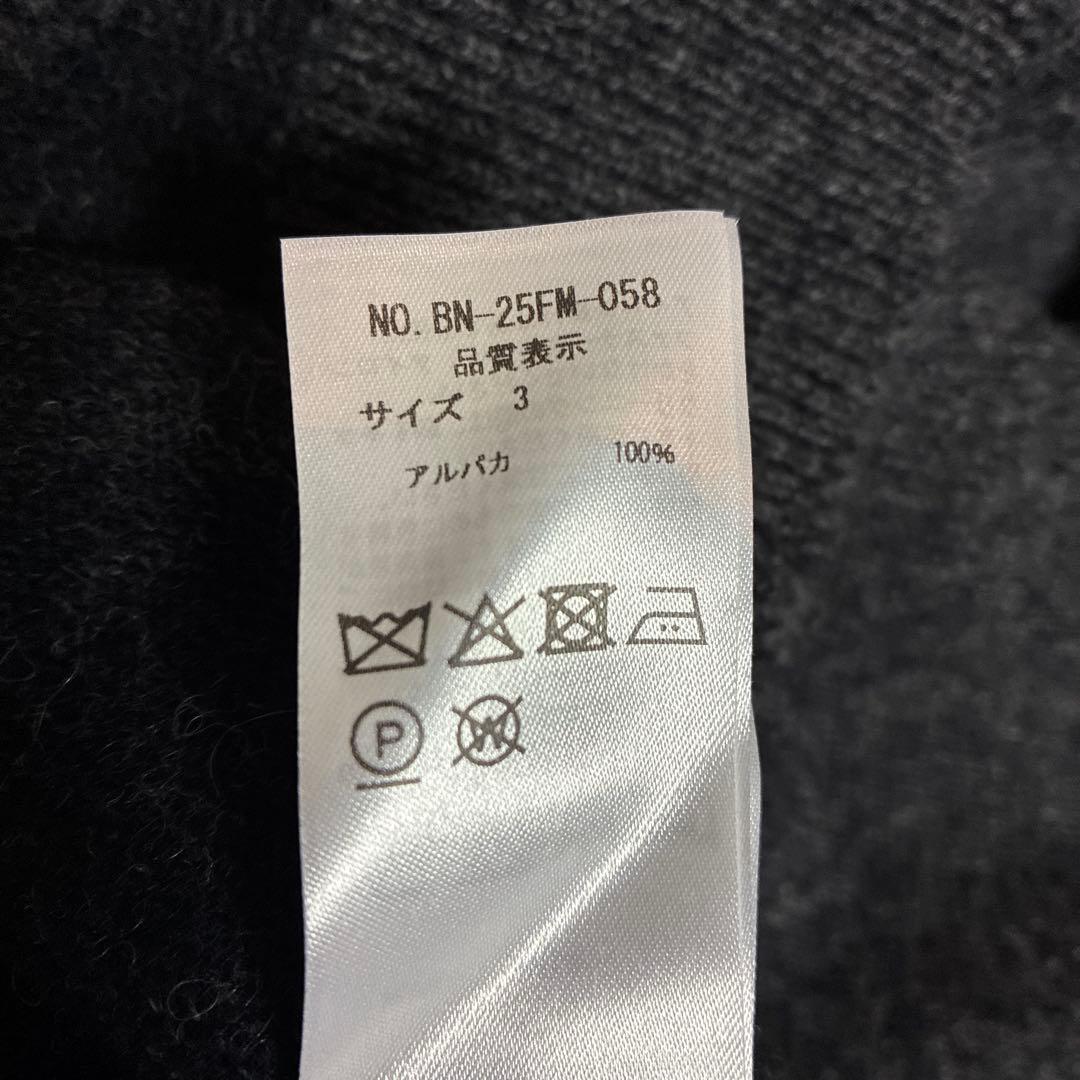 NO. BN-25FM-058
品質表示
サイズ 3
アルパカ 100%
P
W